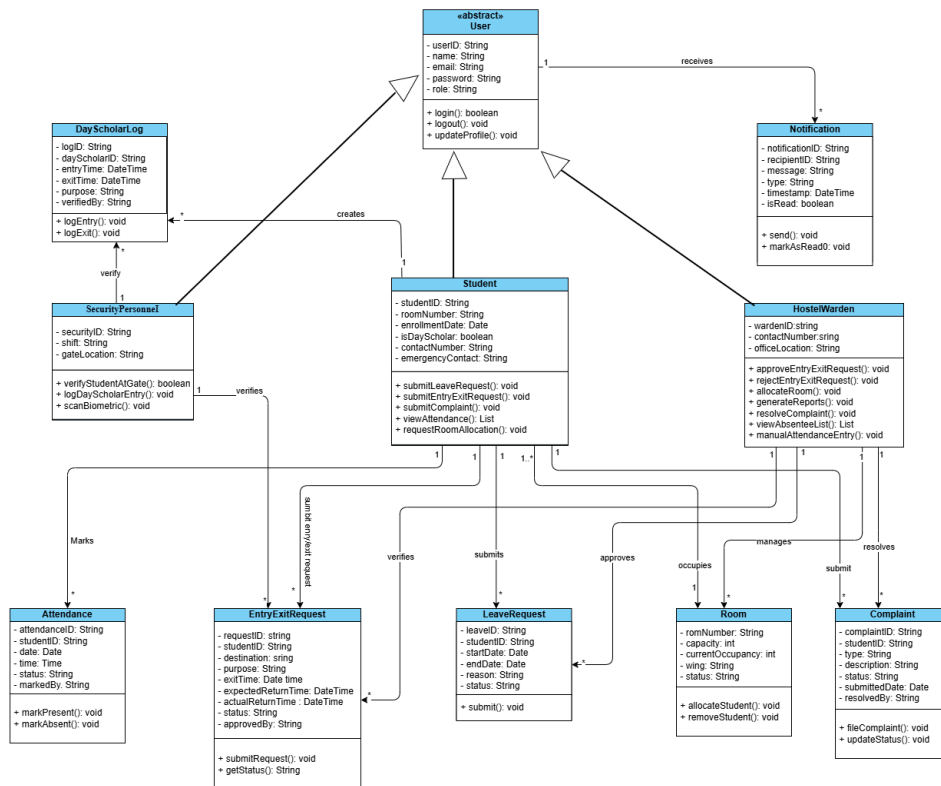 «abstract»
User
- userID: String
- name: String
- email: String
- password: String
- role: String
+ login(): boolean
+ logout(): void
+ updateProfile(): void
1
receives
*
DayScholarLog
- logID: String
- dayScholarID: String
- entryTime: DateTime
- exitTime: DateTime
- purpose: String
- verifiedBy: String
+ logEntry(): void
+ logExit(): void
Notification
- notificationID: String
- recipientID: String
- message: String
- type: String
- timestamp: DateTime
- isRead: boolean
+ send(): void
+ markAsRead0: void
*
creates
1
*
verify
1
SecurityPersonnel
- securityID: String
- shift: String
- gateLocation: String
+ verifyStudentAtGate(): boolean
+ logDayScholarEntry(): void
+ scanBiometric(): void
1
verifies
*
Student
- studentID: String
- roomNumber: String
- enrollmentDate: Date
- isDayScholar: boolean
- contactNumber: String
- emergencyContact: String
+ submitLeaveRequest(): void
+ submitEntryExitRequest(): void
+ submitComplaint(): void
+ viewAttendance(): List
+ requestRoomAllocation(): void
HostelWarden
- wardenID:string
- contactNumber:sring
- officeLocation: String
+ approveEntryExitRequest(): void
+ rejectEntryExitRequest(): void
+ allocateRoom(): void
+ generateReports(): void
+ resolveComplaint(): void
+ viewAbsenteeList(): List
+ manualAttendanceEntry(): void
1
1
1
1..*
1
1
1
1
1
Marks
sumbit enry/exit request
verifies
submits
approves
occupies
manages
submit
resolves
*
*
*
1
*
*
*
*
*
Attendance
- attendanceID: String
- studentID: String
- date: Date
- time: Time
- status: String
- markedBy: String
+ markPresent(): void
+ markAbsent(): void
EntryExitRequest
- requestID: string
- studentID: String
- destination: sring
- purpose: String
- exitTime: Date time
- expectedReturnTime: DateTime
- actualReturnTime : DateTime
- status: String
- approvedBy: String
+ submitRequest(): void
+ getStatus(): String
LeaveRequest
- leaveID: String
- studentID: String
- startDate: Date
- endDate: Date
- reason: String
- status: String
+ submit(): void
Room
- romNumber: String
- capacity: int
- currentOccupancy: int
- wing: String
- status: String
+ allocateStudent(): void
+ removeStudent(): void
Complaint
- complaintID: String
- studentID: String
- type: String
- description: String
- status: String
- submittedDate: Date
- resolvedBy: String
+ fileComplaint(): void
+ updateStatus(): void